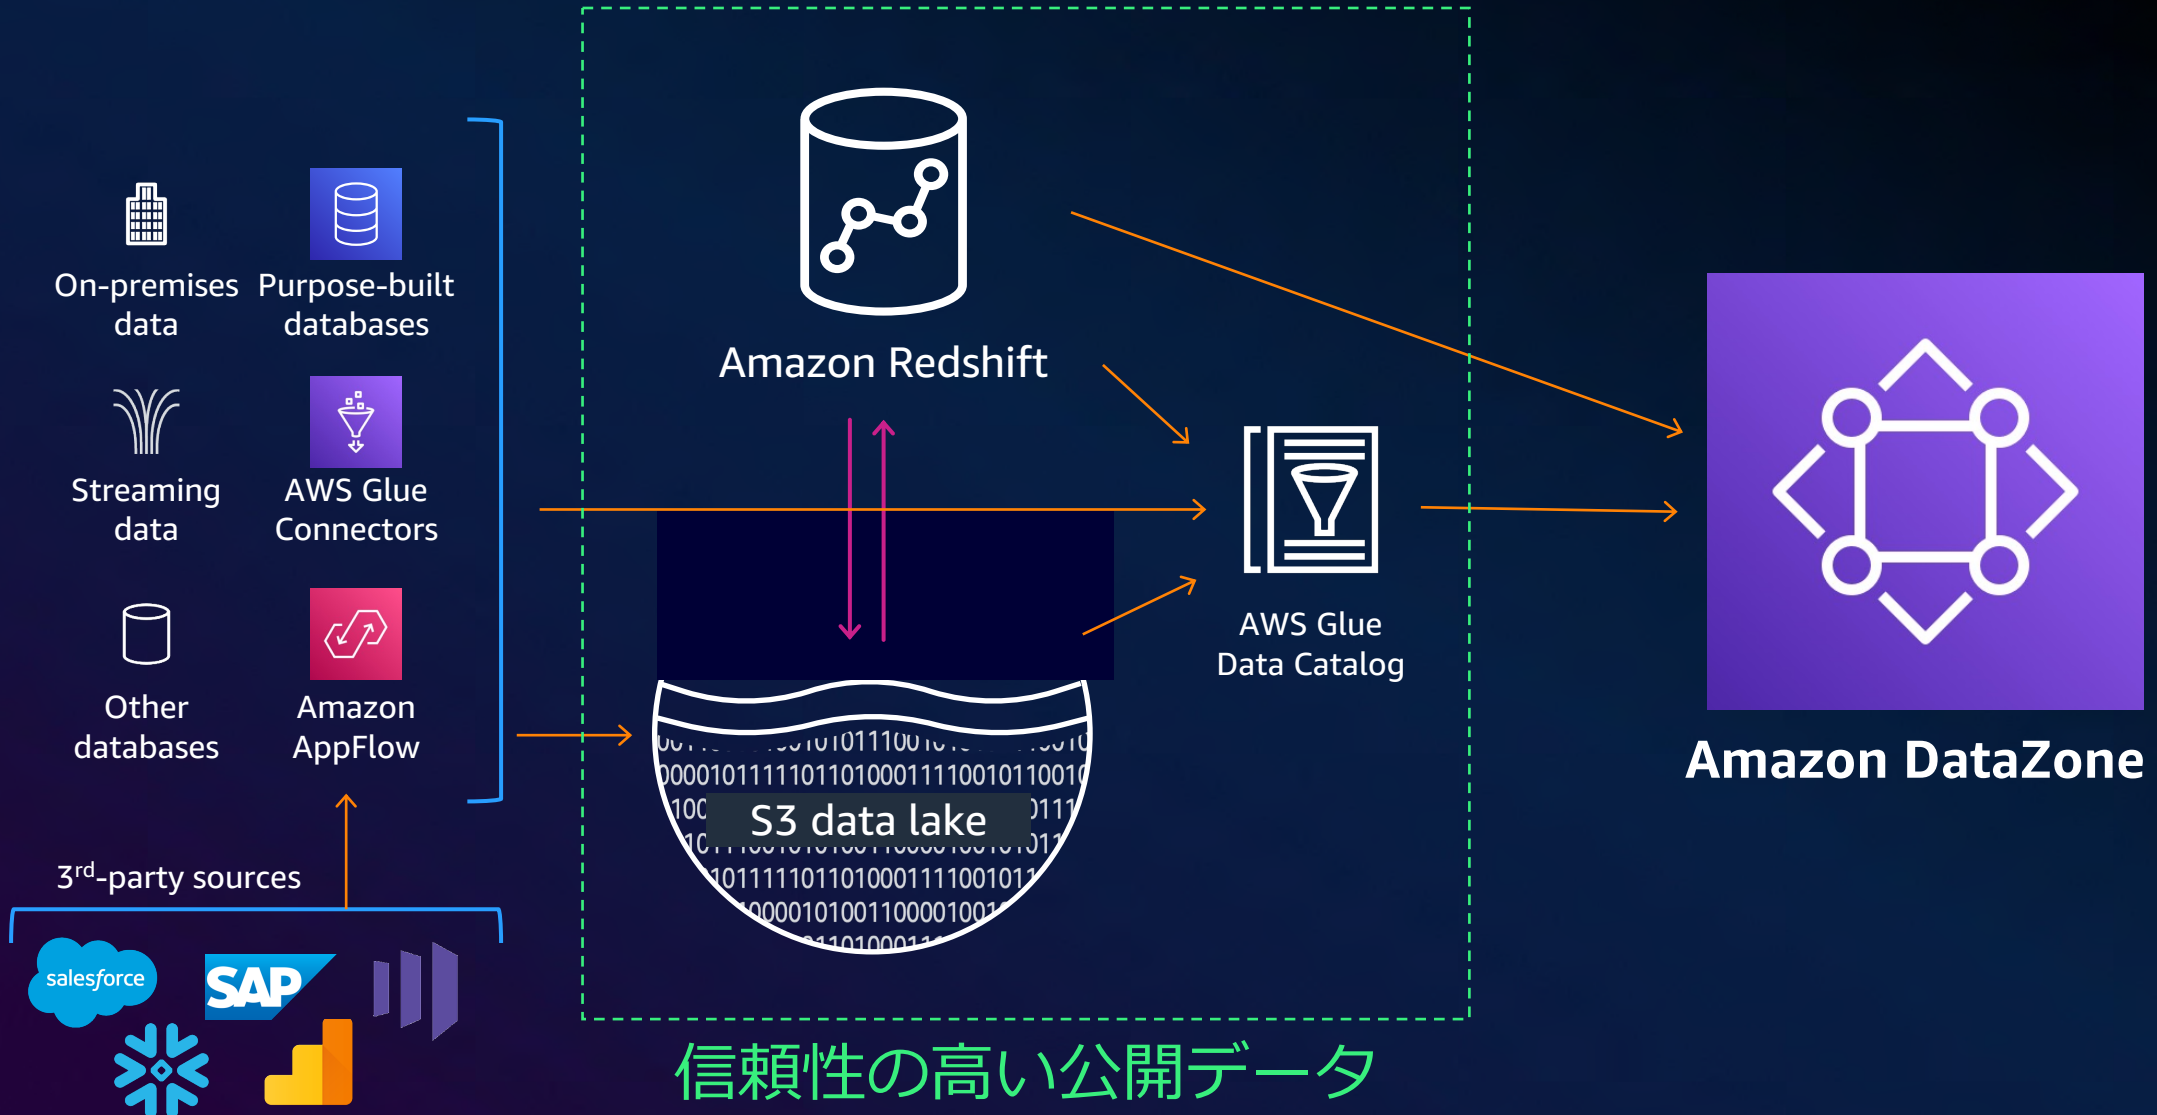 On-premises
data
Purpose-built
databases
Streaming
data
AWS Glue
Connectors
Other
databases
Amazon
AppFlow
3rd-party sources
salesforce
SAP
Amazon Redshift
S3 data lake
AWS Glue
Data Catalog
Amazon DataZone
信頼性の高い公開データ